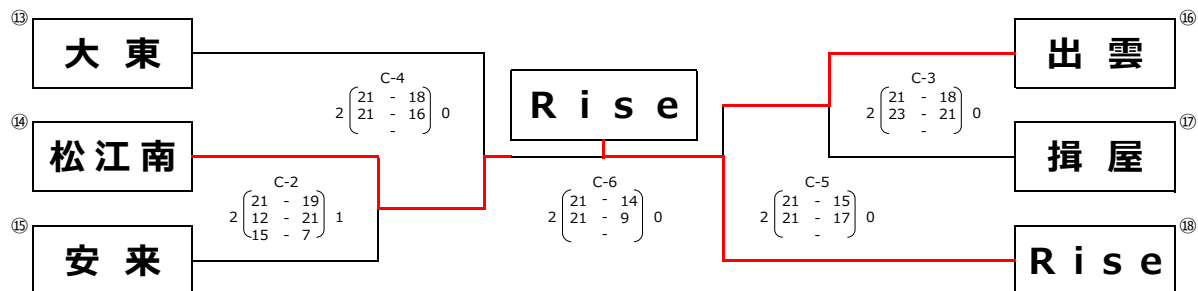 ⑬
大東
⑭
松江南
⑮
安来
C-4
2 21 - 18 0
21 - 16
-
C-2
2 21 - 19 1
12 - 21
15 - 7
Rise
C-6
2 21 - 14 0
21 - 9
-
C-3
2 21 - 18 0
23 - 21
-
C-5
2 21 - 15 0
21 - 17
-
⑯
出雲
⑰
揖屋
⑱
Rise